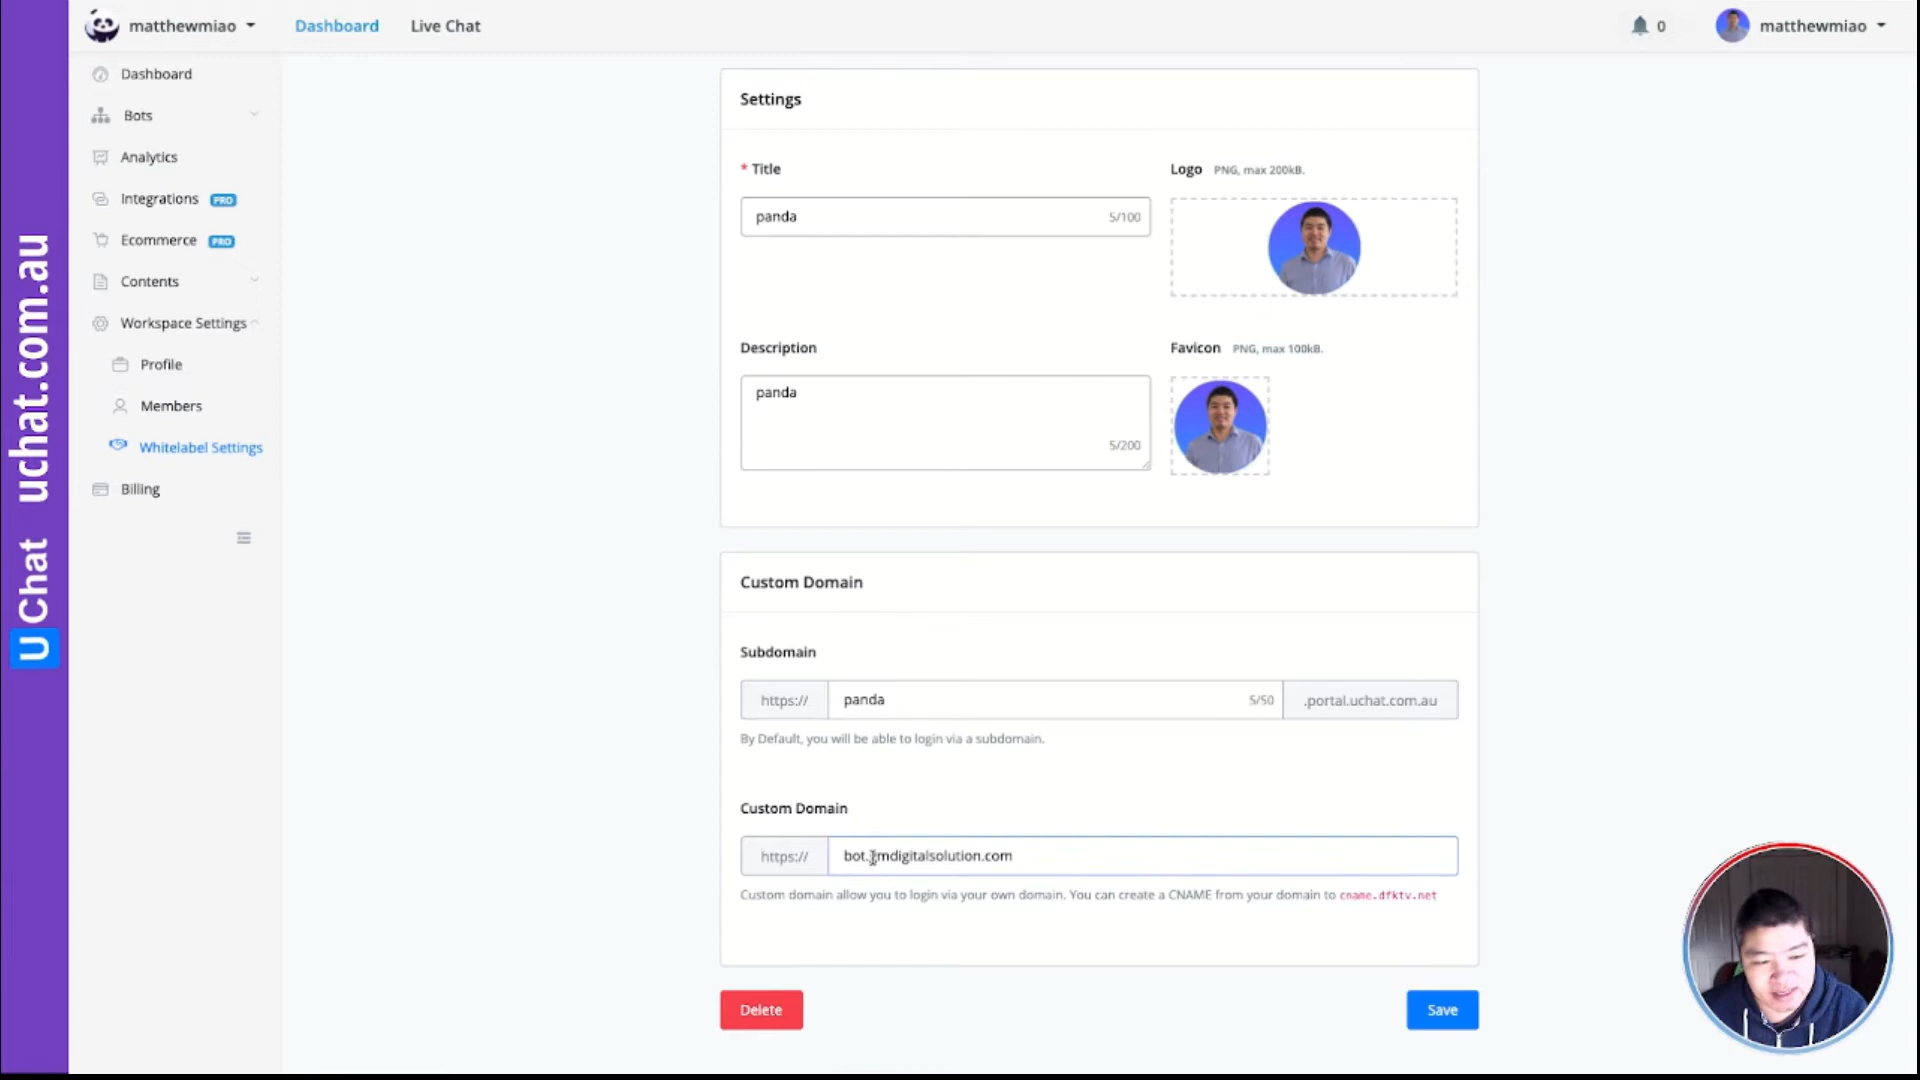 UChat uchat.com.au
matthewmiao
Dashboard
Live Chat
0
matthewmiao
Dashboard
Bots
Analytics
Integrations PRO
Ecommerce PRO
Contents
Workspace Settings
Profile
Members
Whitelabel Settings
Billing
Settings
* Title
panda
5/100
Logo PNG, max 200kB.
Description
panda
5/200
Favicon PNG, max 100kB.
Custom Domain
Subdomain
https:// panda 5/50 .portal.uchat.com.au
By Default, you will be able to login via a subdomain.
Custom Domain
https://
Custom domain allow you to login via your own domain. You can create a CNAME from your domain to cname.dfktv.net
Delete
Save